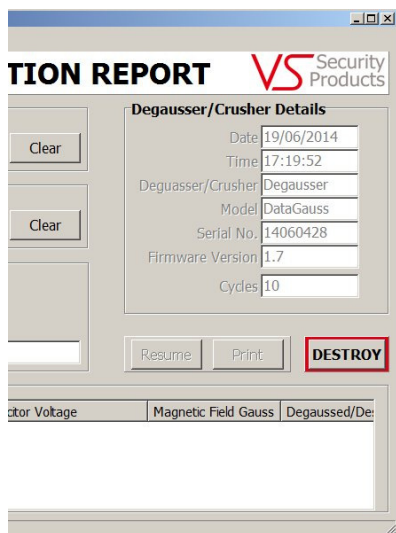 TION REPORT
VS Security
Products
Degausser/Crusher Details
Date 19/06/2014
Clear
Time 17:19:52
Deguasser/Crusher Degausser
Model DataGauss
Clear
Serial No. 14060428
Firmware Version 1.7
Cycles 10
Resume Print DESTROY
citor Voltage Magnetic Field Gauss Degaussed/Des